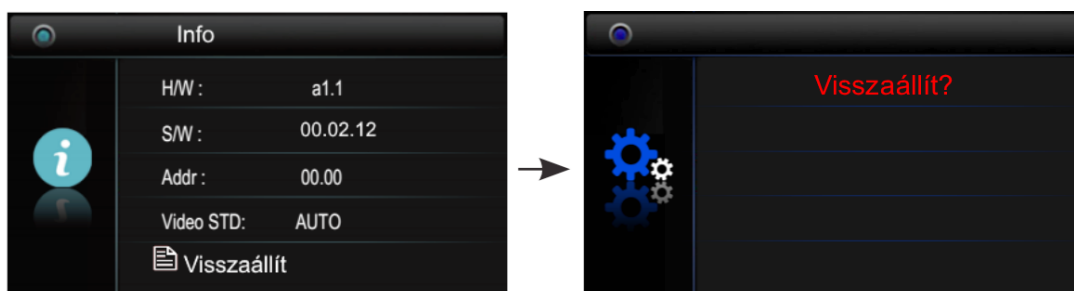 Info
H/W : a1.1
S/W : 00.02.12
Addr : 00.00
Video STD: AUTO
Visszaállít
Visszaállít?